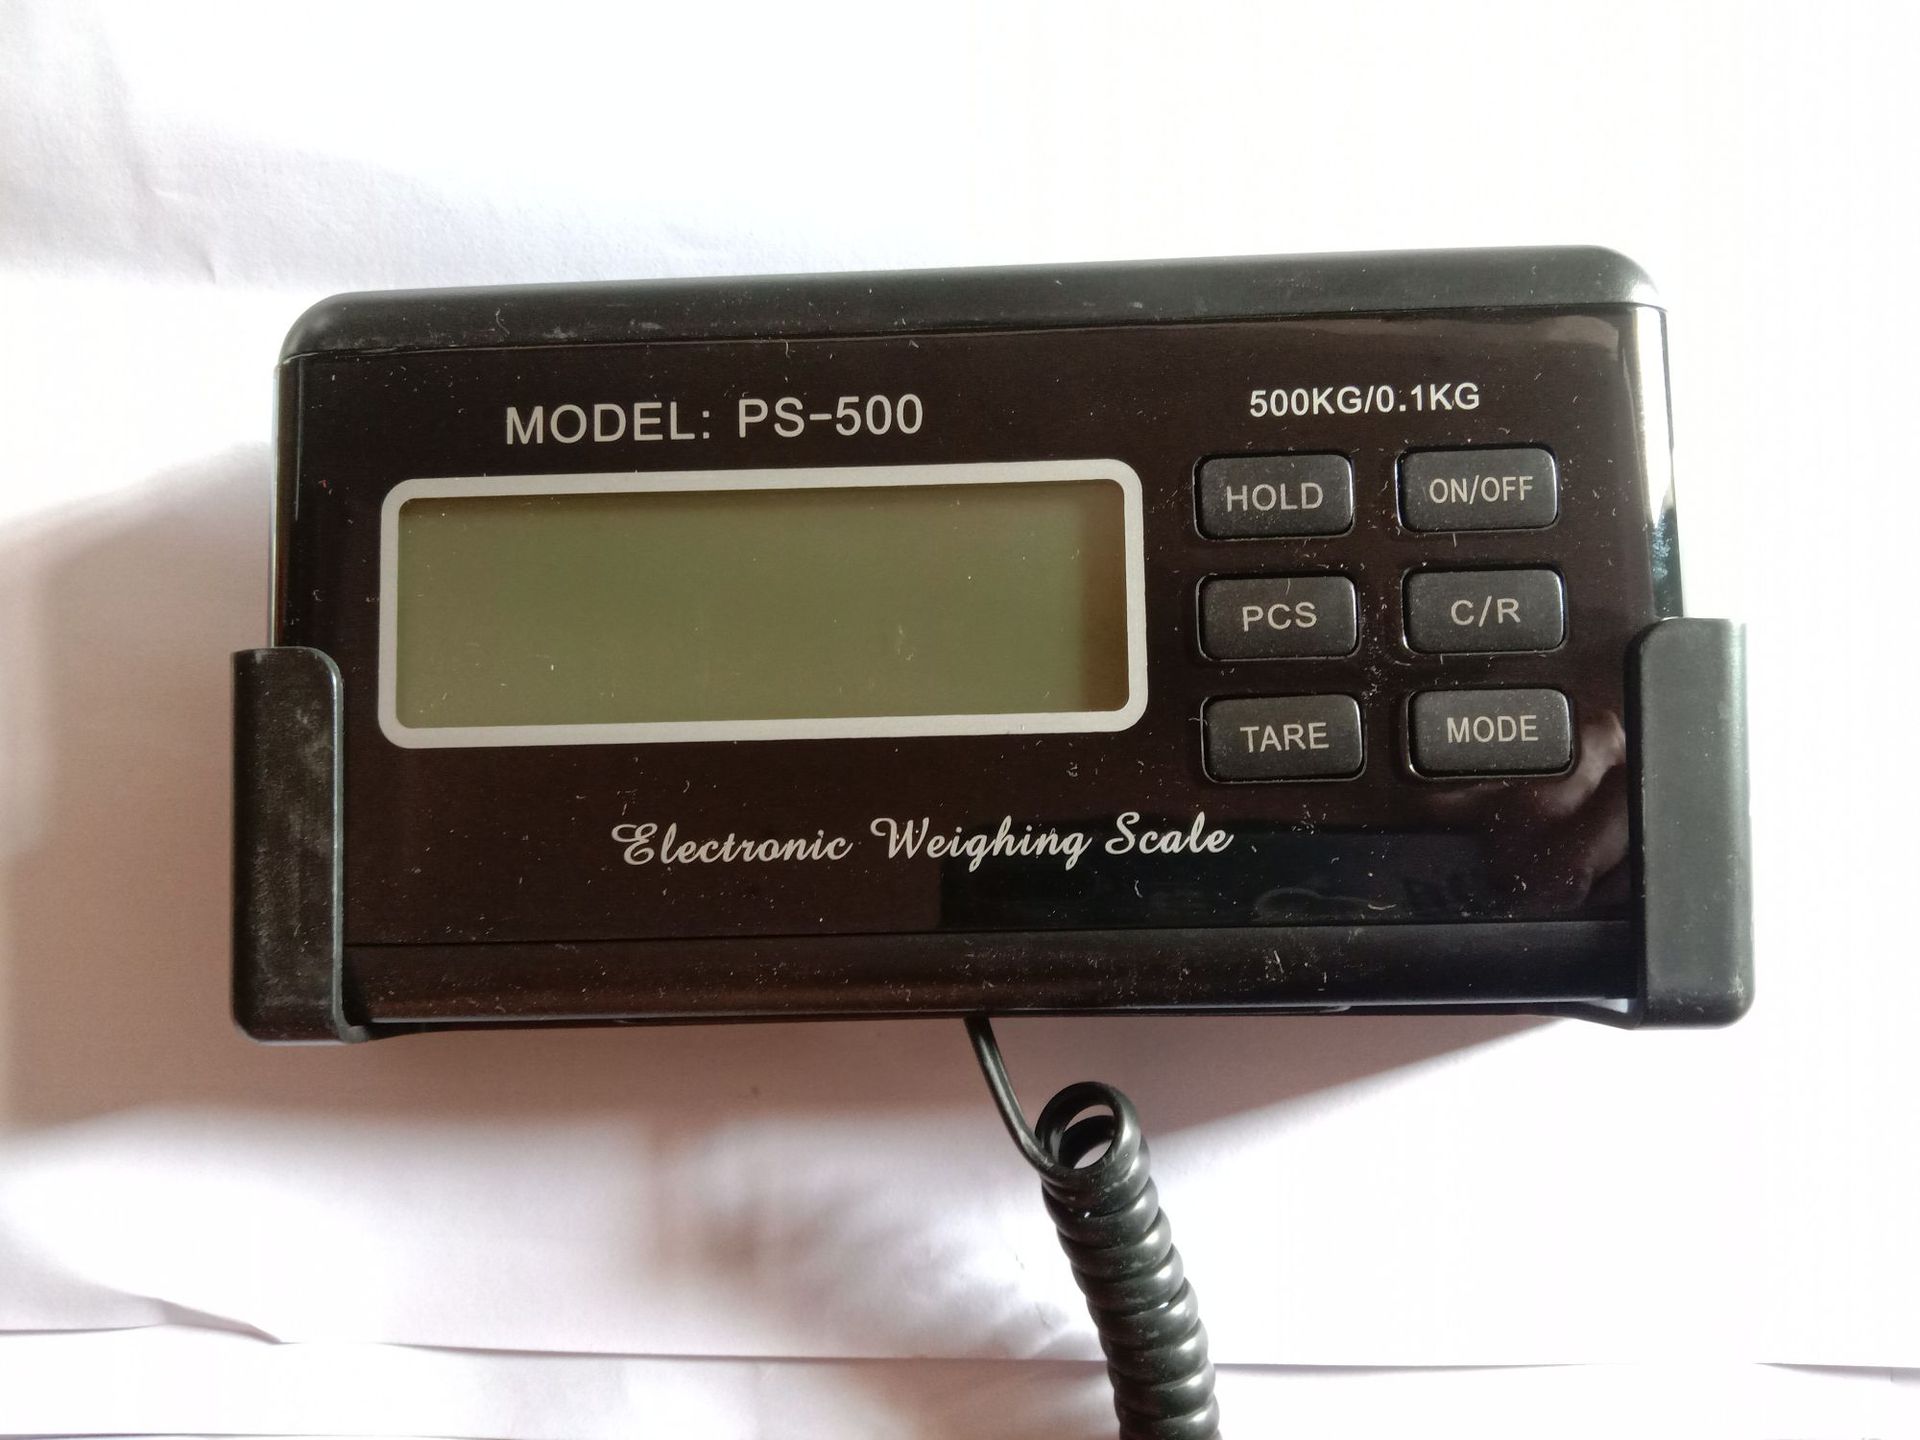 MODEL: PS-500
500KG/0.1KG
HOLD
ON/OFF
PCS
C/R
TARE
MODE
Electronic Weighing Scale